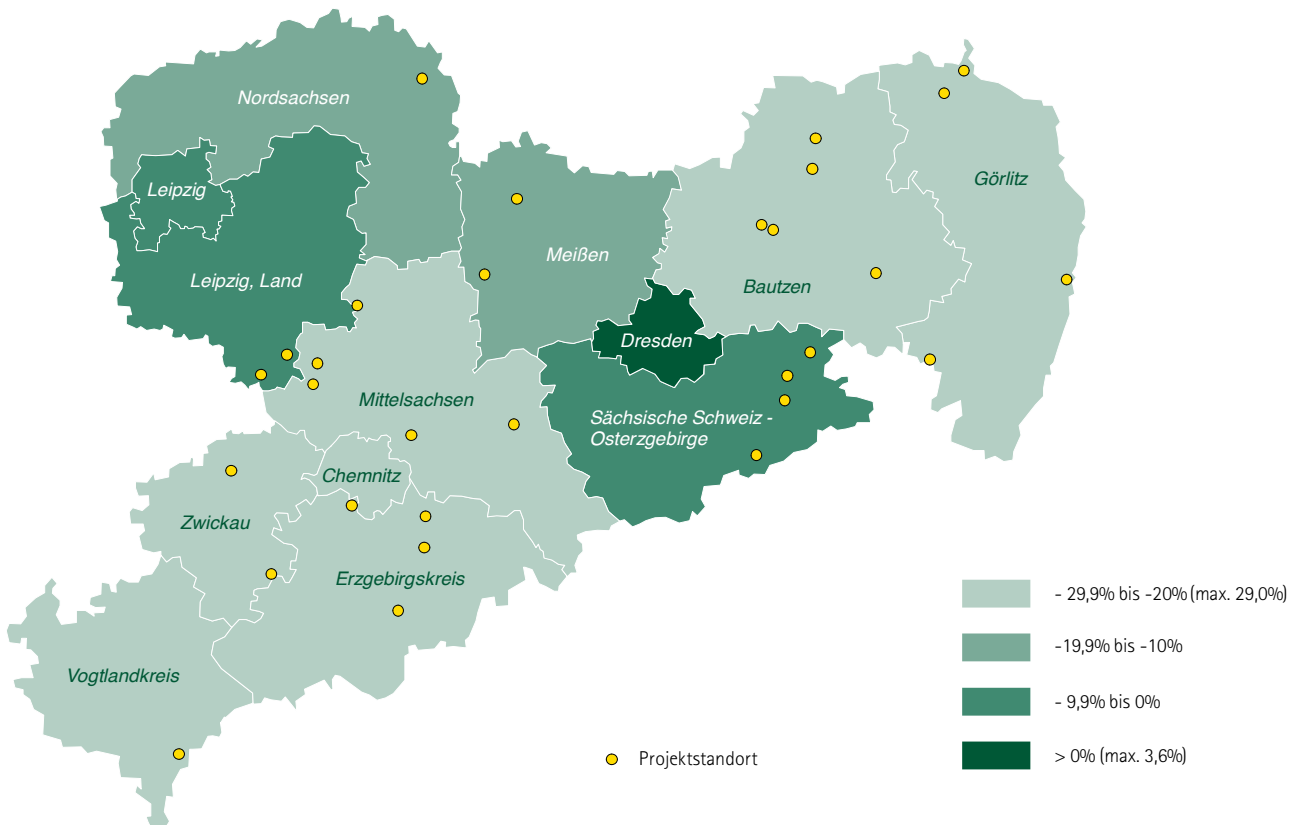 Nordsachsen
Leipzig
Görlitz
Leipzig, Land
Meißen
Bautzen
Dresden
Mittelsachsen
Sächsische Schweiz -
Osterzgebirge
Chemnitz
Zwickau
Erzgebirgskreis
Vogtlandkreis
- 29,9% bis -20% (max. 29,0%)
-19,9% bis -10%
- 9,9% bis 0%
> 0% (max. 3,6%)
Projektstandort